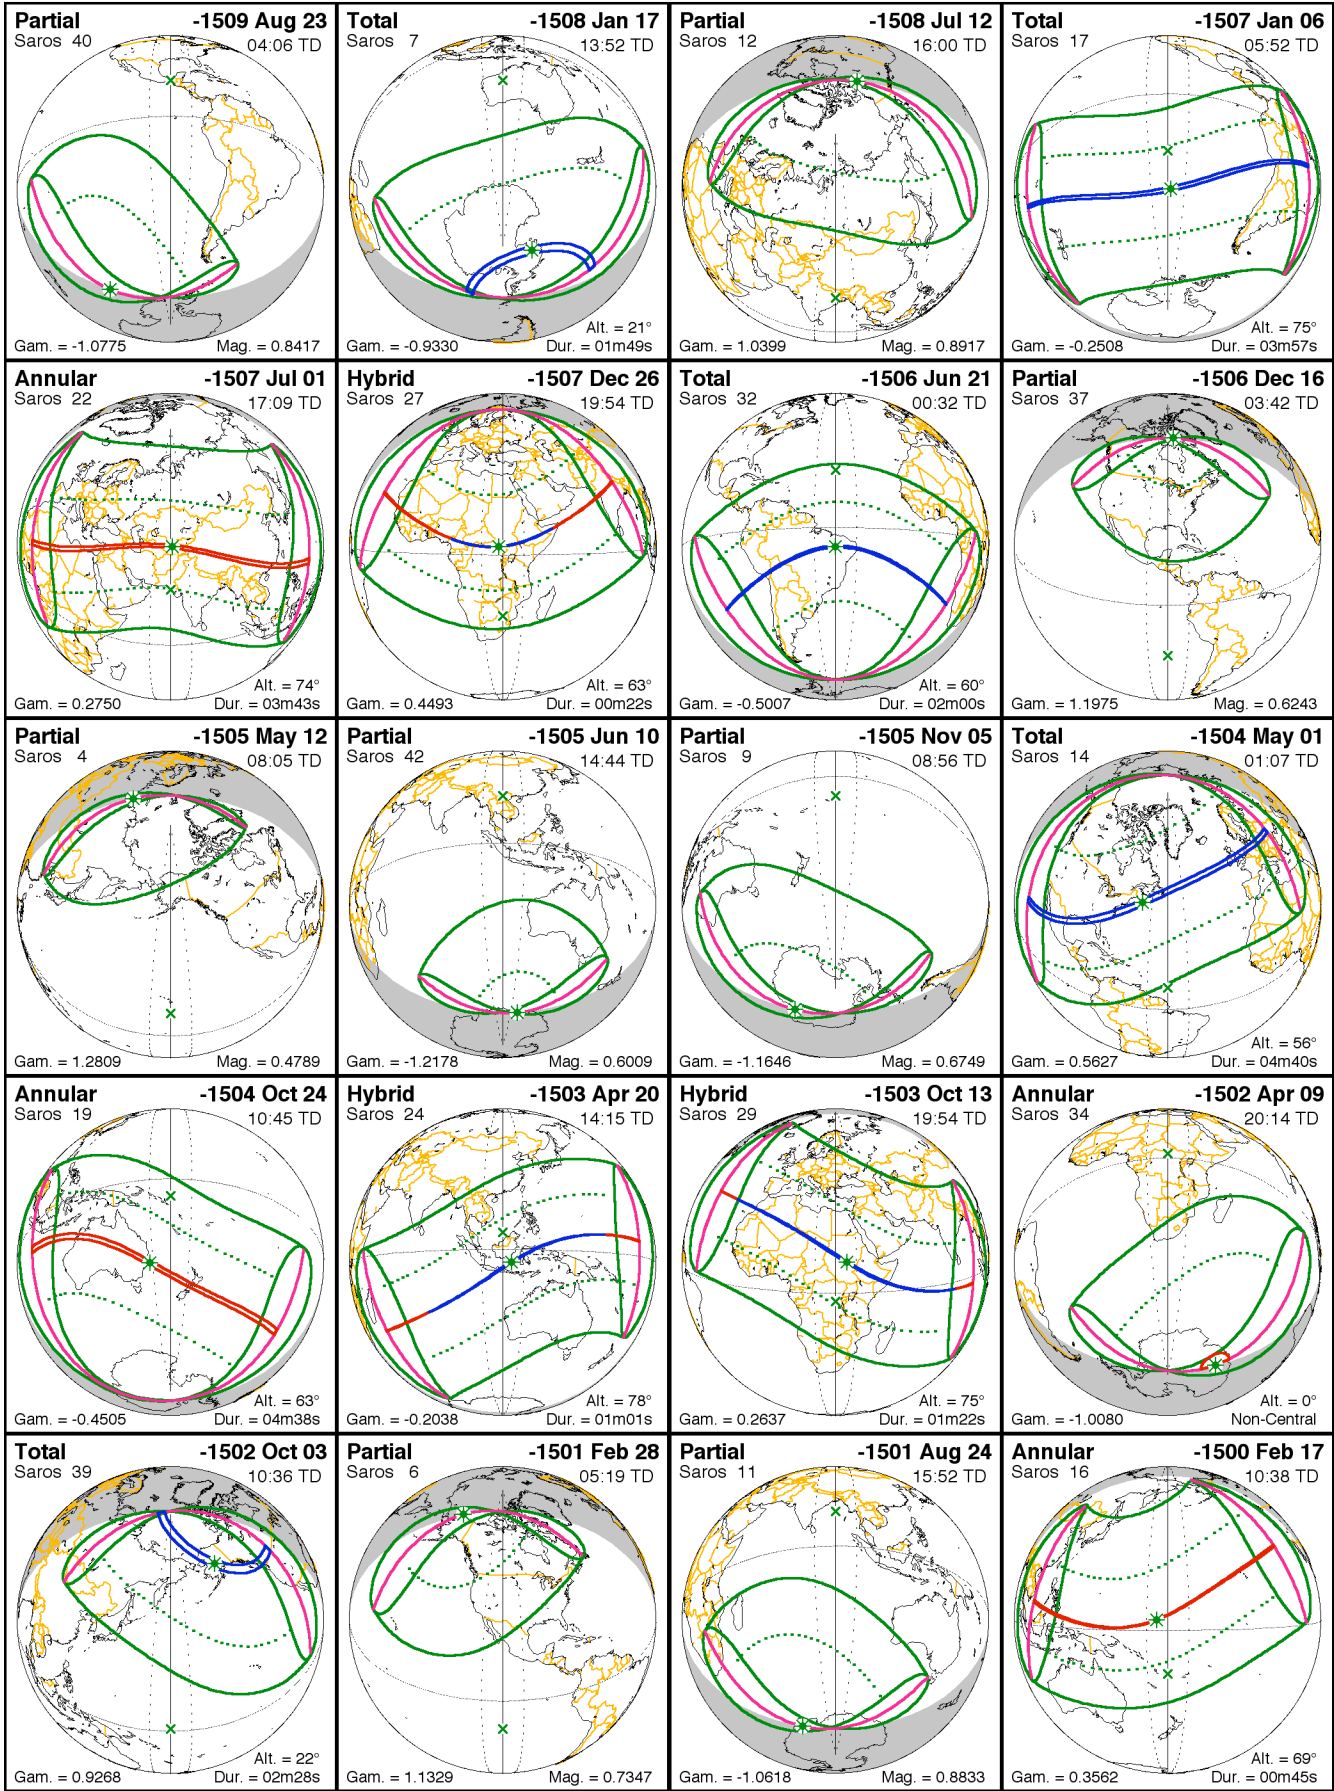 Partial -1509 Aug 23
Saros 40 04:06 TD
Gam. = -1.0775 Mag. = 0.8417
Total -1508 Jan 17
Saros 7 13:52 TD
Alt. = 21°
Gam. = -0.9330 Dur. = 01m49s
Partial -1508 Jul 12
Saros 12 16:00 TD
Gam. = 1.0399 Mag. = 0.8917
Total -1507 Jan 06
Saros 17 05:52 TD
Alt. = 75°
Gam. = -0.2508 Dur. = 03m57s
Annular -1507 Jul 01
Saros 22 17:09 TD
Alt. = 74°
Gam. = 0.2750 Dur. = 03m43s
Hybrid -1507 Dec 26
Saros 27 19:54 TD
Alt. = 63°
Gam. = 0.4493 Dur. = 00m22s
Total -1506 Jun 21
Saros 32 00:32 TD
Alt. = 60°
Gam. = -0.5007 Dur. = 02m00s
Partial -1506 Dec 16
Saros 37 03:42 TD
Gam. = 1.1975 Mag. = 0.6243
Partial -1505 May 12
Saros 4 08:05 TD
Gam. = 1.2809 Mag. = 0.4789
Partial -1505 Jun 10
Saros 42 14:44 TD
Gam. = -1.2178 Mag. = 0.6009
Partial -1505 Nov 05
Saros 9 08:56 TD
Gam. = -1.1646 Mag. = 0.6749
Total -1504 May 01
Saros 14 01:07 TD
Alt. = 56°
Gam. = 0.5627 Dur. = 04m40s
Annular -1504 Oct 24
Saros 19 10:45 TD
Alt. = 63°
Gam. = -0.4505 Dur. = 04m38s
Hybrid -1503 Apr 20
Saros 24 14:15 TD
Alt. = 78°
Gam. = -0.2038 Dur. = 01m01s
Hybrid -1503 Oct 13
Saros 29 19:54 TD
Alt. = 75°
Gam. = 0.2637 Dur. = 01m22s
Annular -1502 Apr 09
Saros 34 20:14 TD
Alt. = 0°
Gam. = -1.0080 Non-Central
Total -1502 Oct 03
Saros 39 10:36 TD
Alt. = 22°
Gam. = 0.9268 Dur. = 02m28s
Partial -1501 Feb 28
Saros 6 05:19 TD
Gam. = 1.1329 Mag. = 0.7347
Partial -1501 Aug 24
Saros 11 15:52 TD
Gam. = -1.0618 Mag. = 0.8833
Annular -1500 Feb 17
Saros 16 10:38 TD
Alt. = 69°
Gam. = 0.3562 Dur. = 00m45s